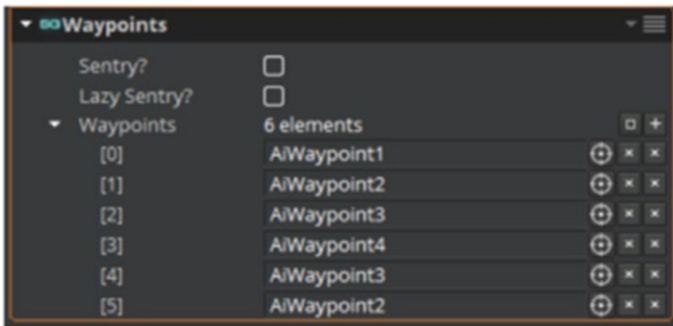 Waypoints
Sentry?
Lazy Sentry?
Waypoints 6 elements
[0] AiWaypoint1
[1] AiWaypoint2
[2] AiWaypoint3
[3] AiWaypoint4
[4] AiWaypoint3
[5] AiWaypoint2